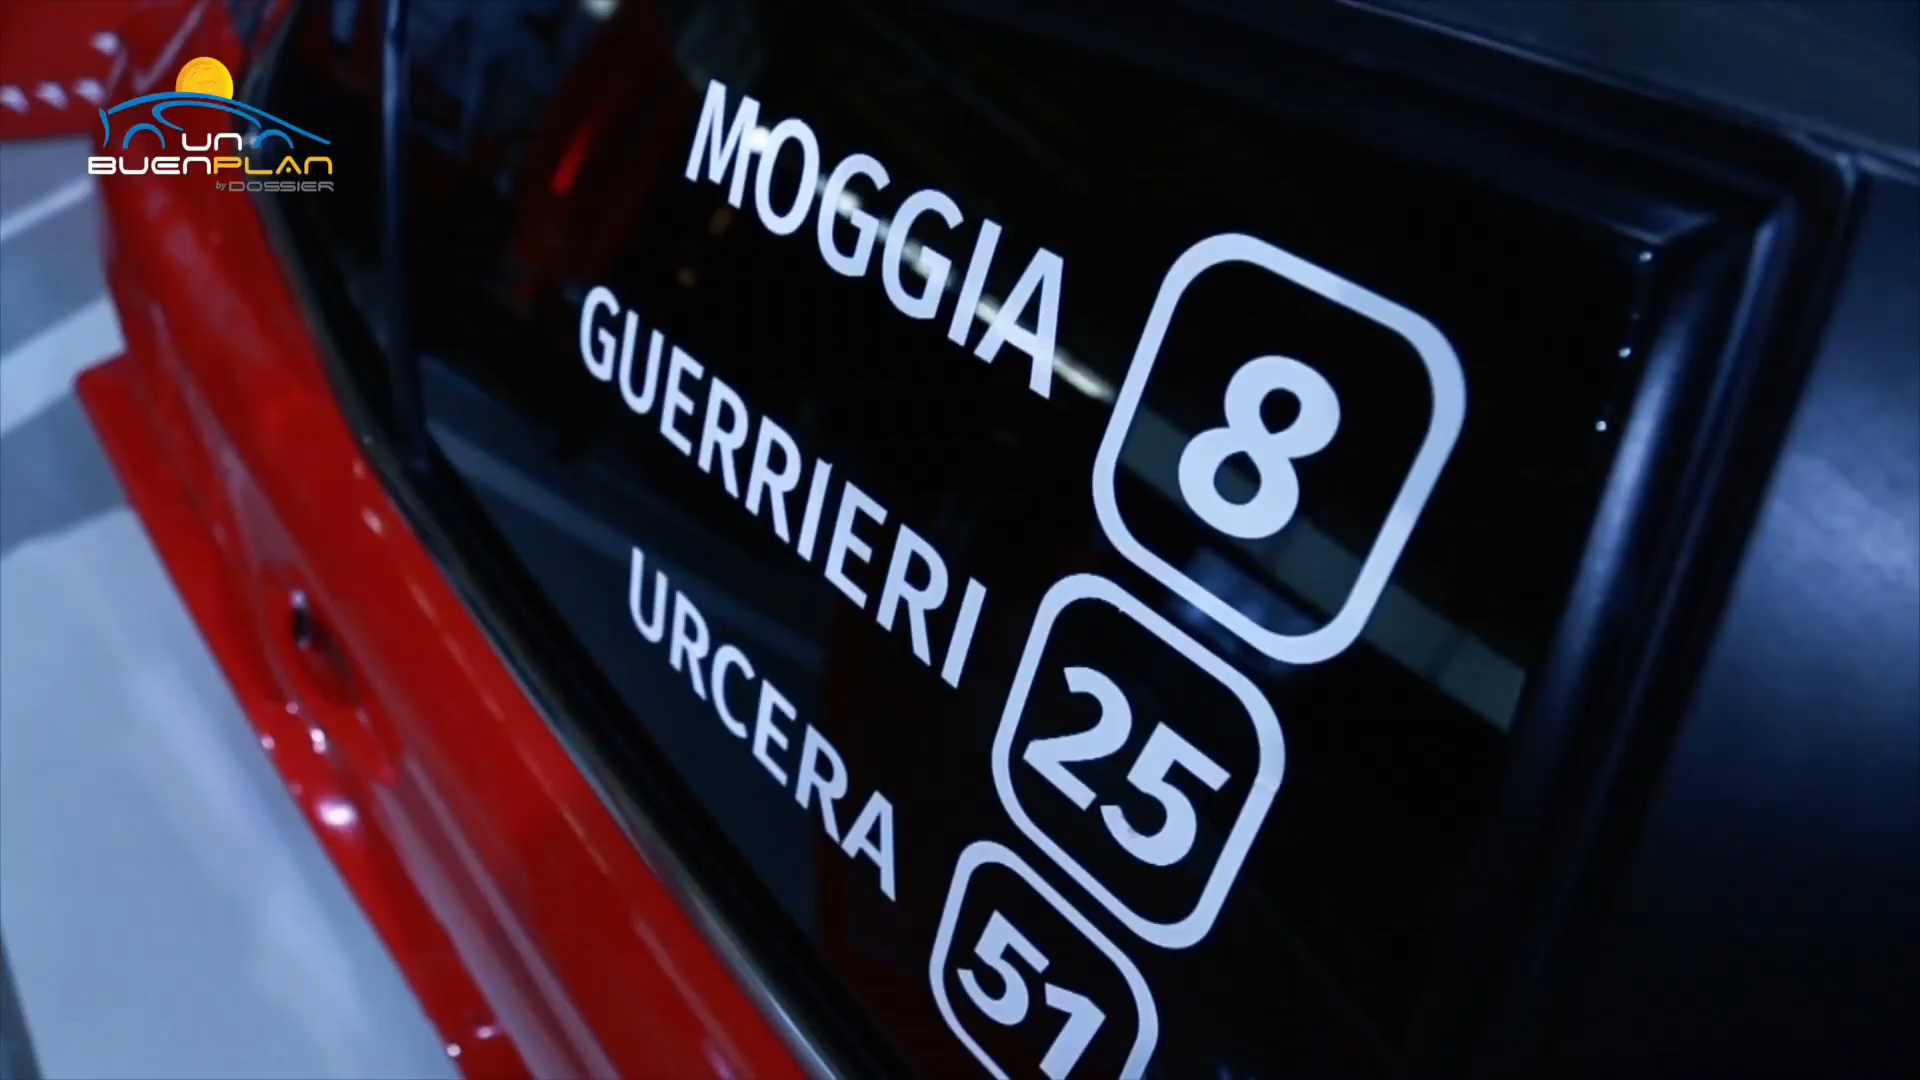 UN
BUENPLAN
by DOSSIER
MOGGIA 8
GUERRIERI 25
URCERA 51